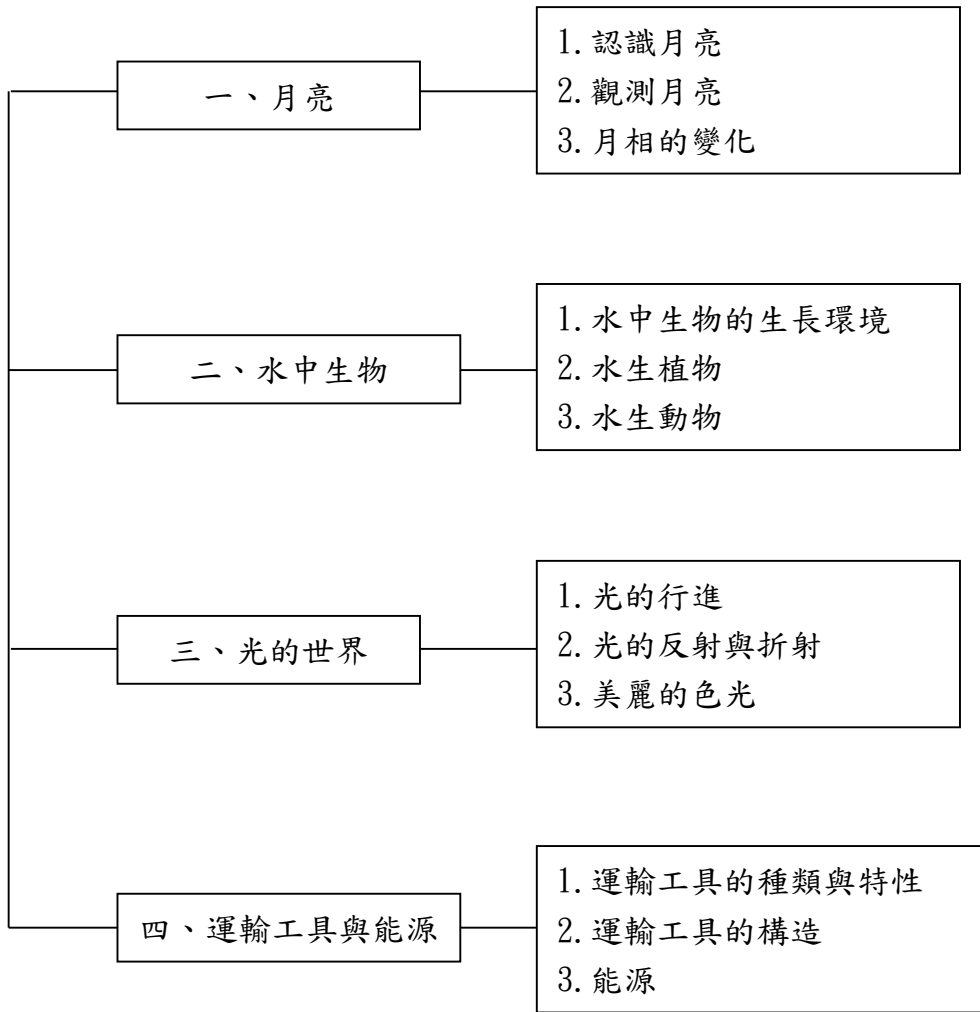 一、月亮
1.認識月亮
2.觀測月亮
3.月相的變化
二、水中生物
1.水中生物的生長環境
2.水生植物
3.水生動物
三、光的世界
1.光的行進
2.光的反射與折射
3.美麗的色光
四、運輸工具與能源
1.運輸工具的種類與特性
2.運輸工具的構造
3.能源